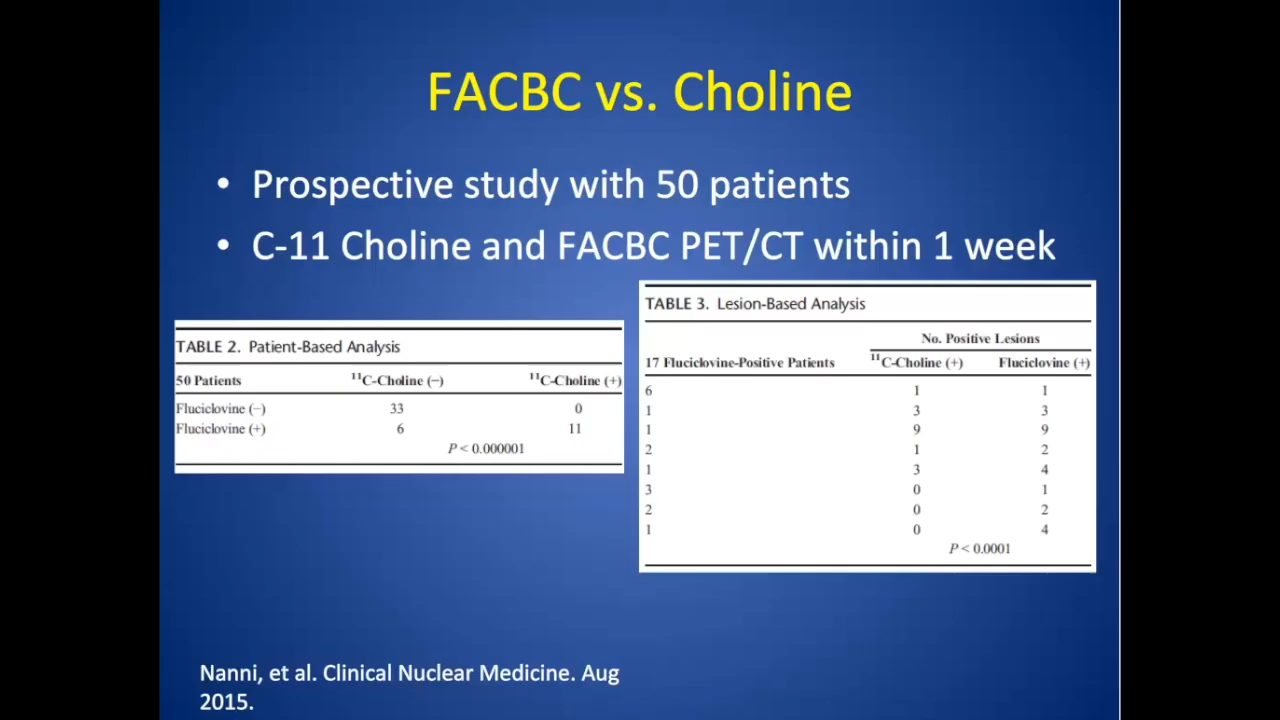 FACBC vs. Choline
• Prospective study with 50 patients
• C-11 Choline and FACBC PET/CT within 1 week
TABLE 2. Patient-Based Analysis
50 Patients ¹¹C-Choline (−) ¹¹C-Choline (+)
Fluciclovine (−) 33 0
Fluciclovine (+) 6 11
P < 0.000001
TABLE 3. Lesion-Based Analysis
No. Positive Lesions
17 Fluciclovine-Positive Patients ¹¹C-Choline (+) Fluciclovine (+)
6 1 1
1 3 3
1 9 9
2 1 2
1 3 4
3 0 1
2 0 2
1 0 4
P < 0.0001
Nanni, et al. Clinical Nuclear Medicine. Aug
2015.